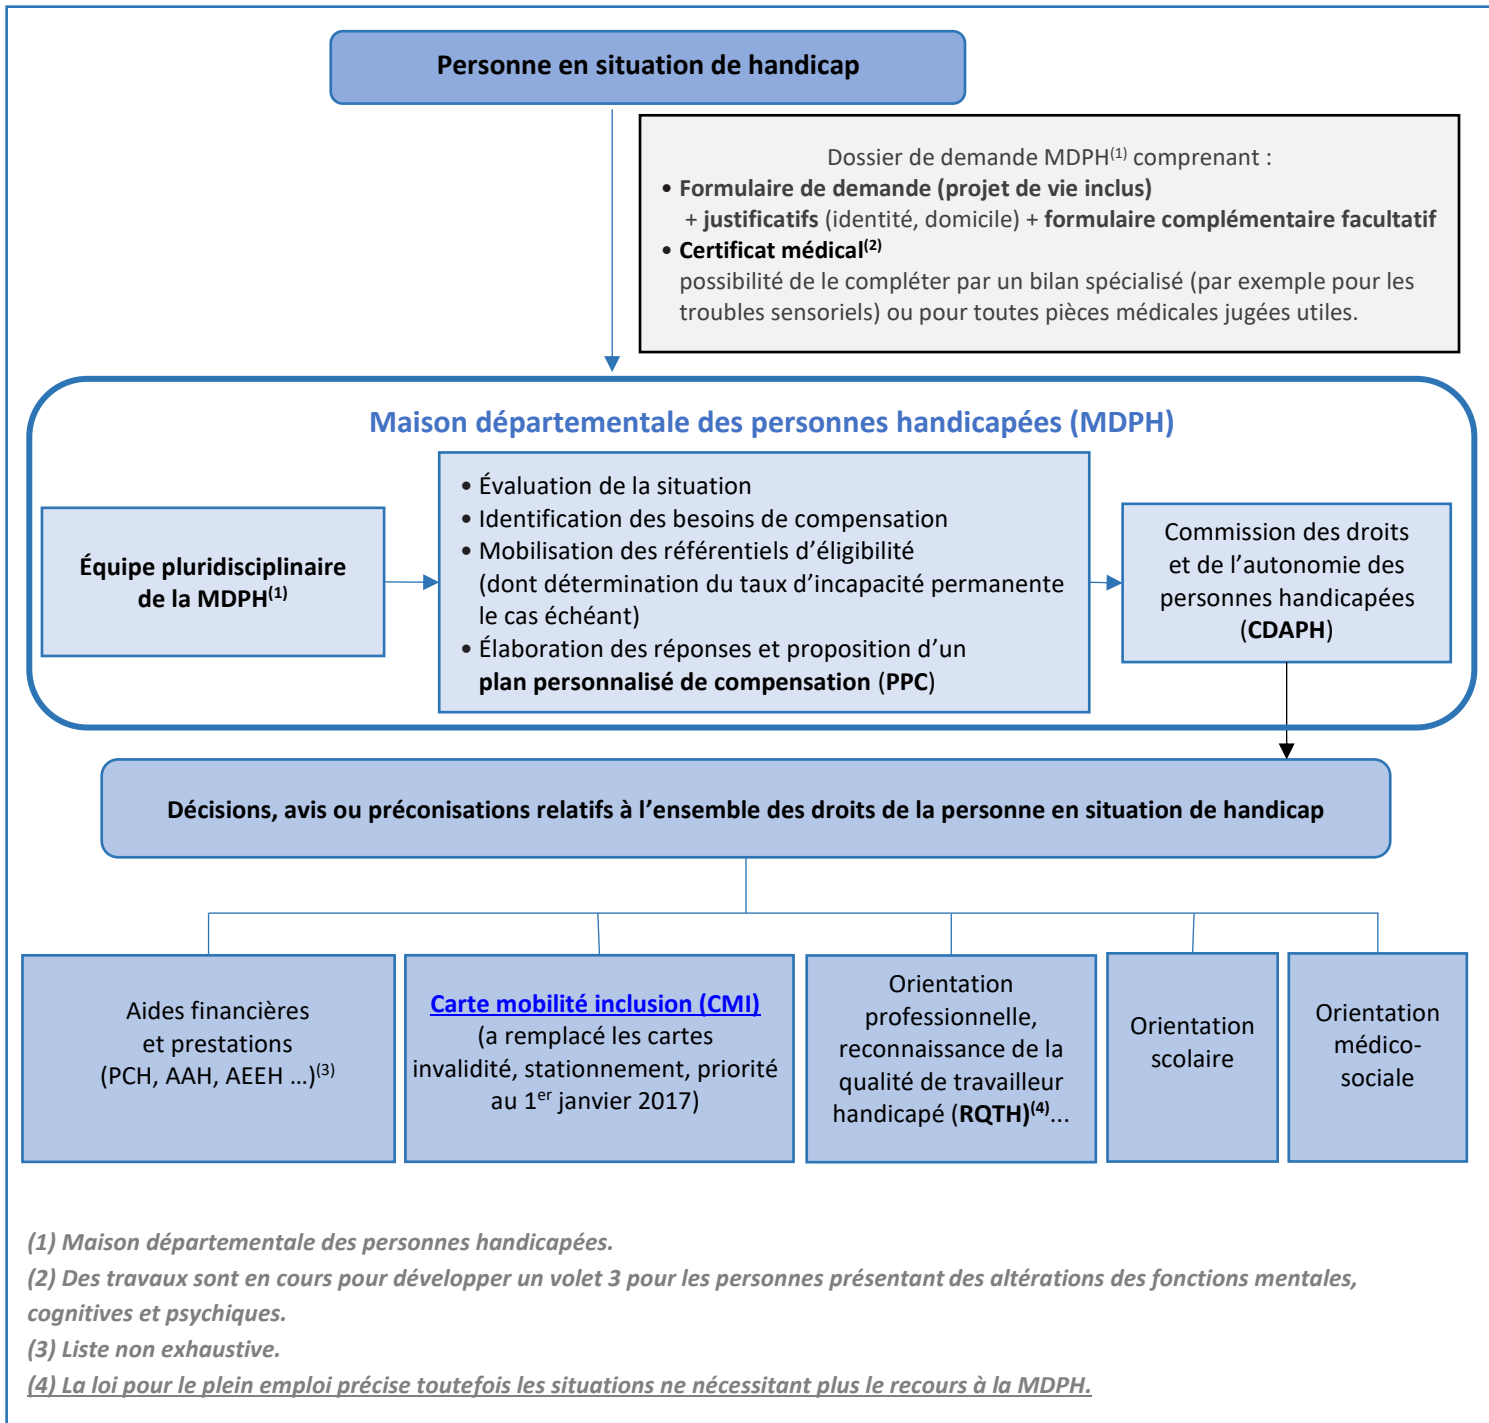 Personne en situation de handicap
Dossier de demande MDPH(1) comprenant :
• Formulaire de demande (projet de vie inclus)
+ justificatifs (identité, domicile) + formulaire complémentaire facultatif
• Certificat médical(2)
possibilité de le compléter par un bilan spécialisé (par exemple pour les
troubles sensoriels) ou pour toutes pièces médicales jugées utiles.
Maison départementale des personnes handicapées (MDPH)
Équipe pluridisciplinaire
de la MDPH(1)
• Évaluation de la situation
• Identification des besoins de compensation
• Mobilisation des référentiels d’éligibilité
(dont détermination du taux d’incapacité permanente
le cas échéant)
• Élaboration des réponses et proposition d’un
plan personnalisé de compensation (PPC)
Commission des droits
et de l’autonomie des
personnes handicapées
(CDAPH)
Décisions, avis ou préconisations relatifs à l’ensemble des droits de la personne en situation de handicap
Aides financières
et prestations
(PCH, AAH, AEEH …)(3)
Carte mobilité inclusion (CMI)
(a remplacé les cartes
invalidité, stationnement, priorité
au 1er janvier 2017)
Orientation
professionnelle,
reconnaissance de la
qualité de travailleur
handicapé (RQTH)(4)...
Orientation
scolaire
Orientation
médico-
sociale
(1) Maison départementale des personnes handicapées.
(2) Des travaux sont en cours pour développer un volet 3 pour les personnes présentant des altérations des fonctions mentales,
cognitives et psychiques.
(3) Liste non exhaustive.
(4) La loi pour le plein emploi précise toutefois les situations ne nécessitant plus le recours à la MDPH.